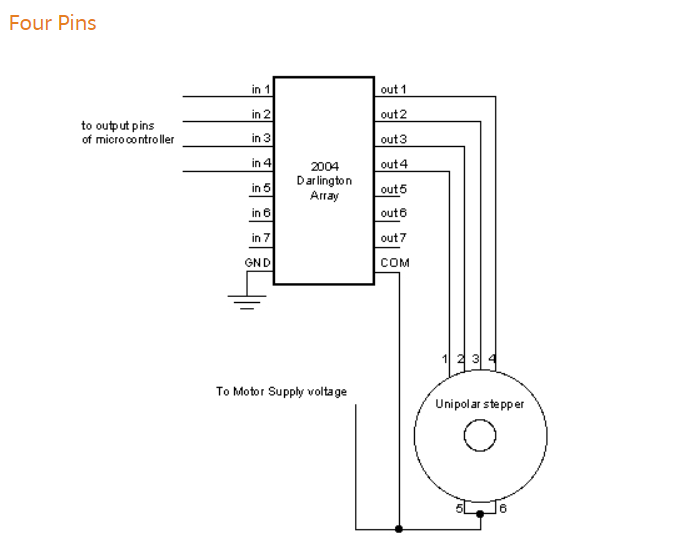 Four Pins
in 1
in 2
in 3
in 4
in 5
in 6
in 7
GND
to output pins
of microcontroller
2004
Darlington
Array
out 1
out 2
out 3
out 4
out 5
out 6
out 7
COM
1 2 3 4
To Motor Supply voltage
Unipolar stepper
5 6